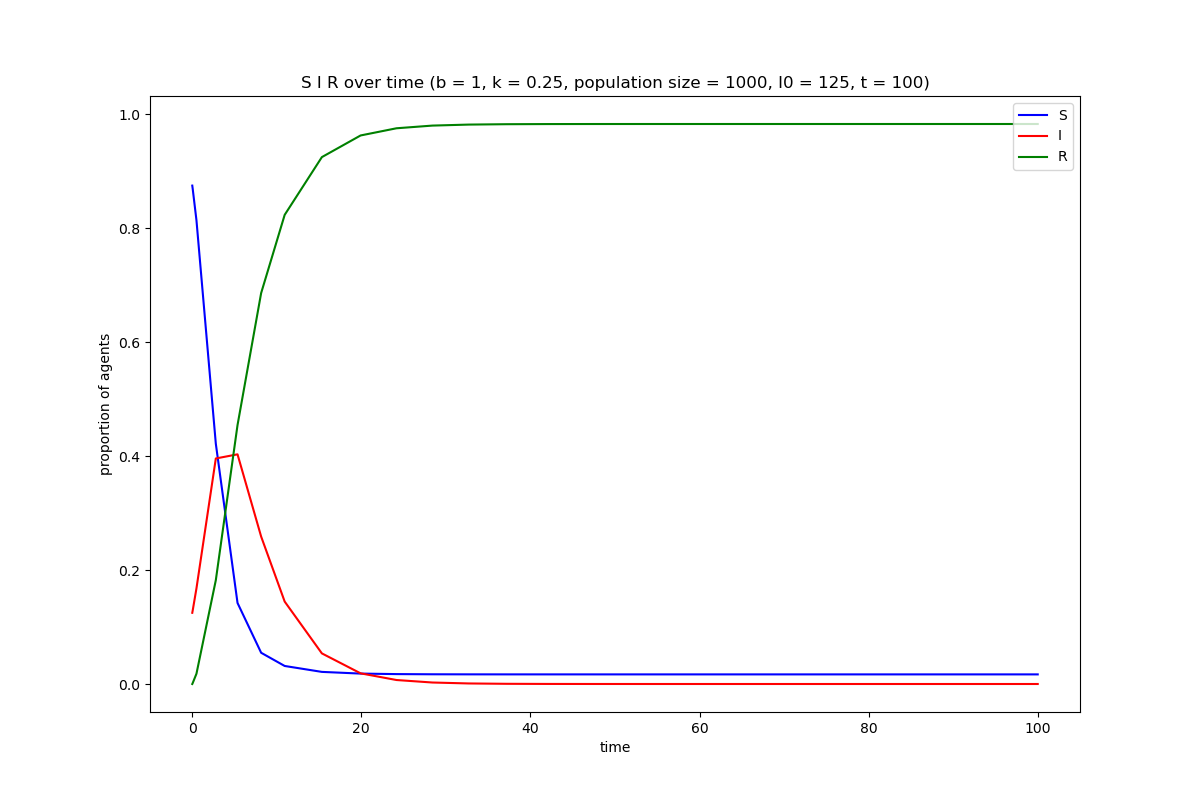 S I R over time (b = 1, k = 0.25, population size = 1000, I0 = 125, t = 100)
1.0
0.8
0.6
0.4
0.2
0.0
proportion of agents
S
I
R
0 20 40 60 80 100
time